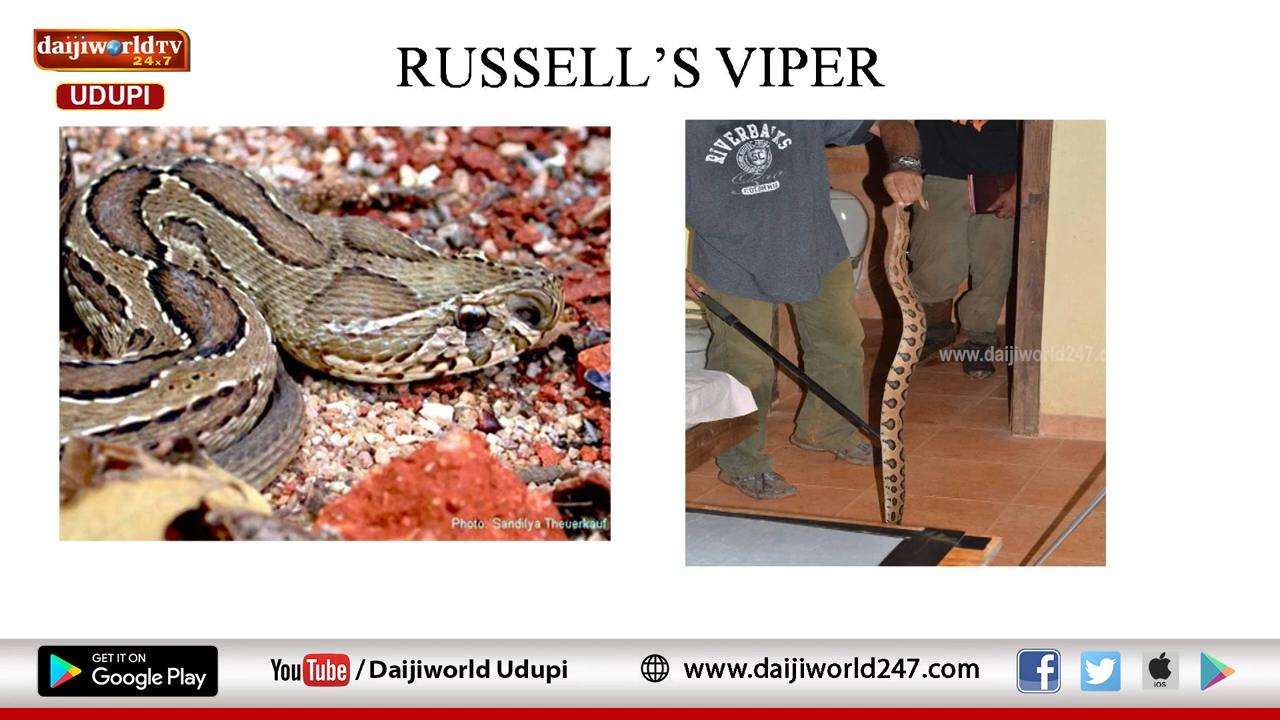 daijiworldTV
24x7
UDUPI
RUSSELL'S VIPER
RIVERBANKS
SC
Photo: Sandilya Theuerkauf
www.daijiworld247.c
GET IT ON
Google Play
YouTube / Daijiworld Udupi
www.daijiworld247.com
f
iOS